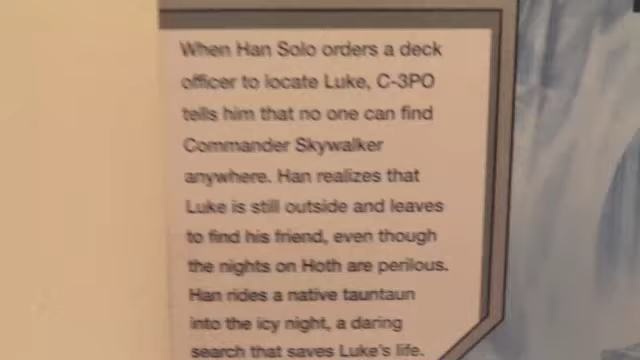 When Han Solo orders a deck
officer to locate Luke, C-3PO
tells him that no one can find
Commander Skywalker
anywhere. Han realizes that
Luke is still outside and leaves
to find his friend, even though
the nights on Hoth are perilous.
Han rides a native tauntaun
into the icy night, a daring
search that saves Luke's life.